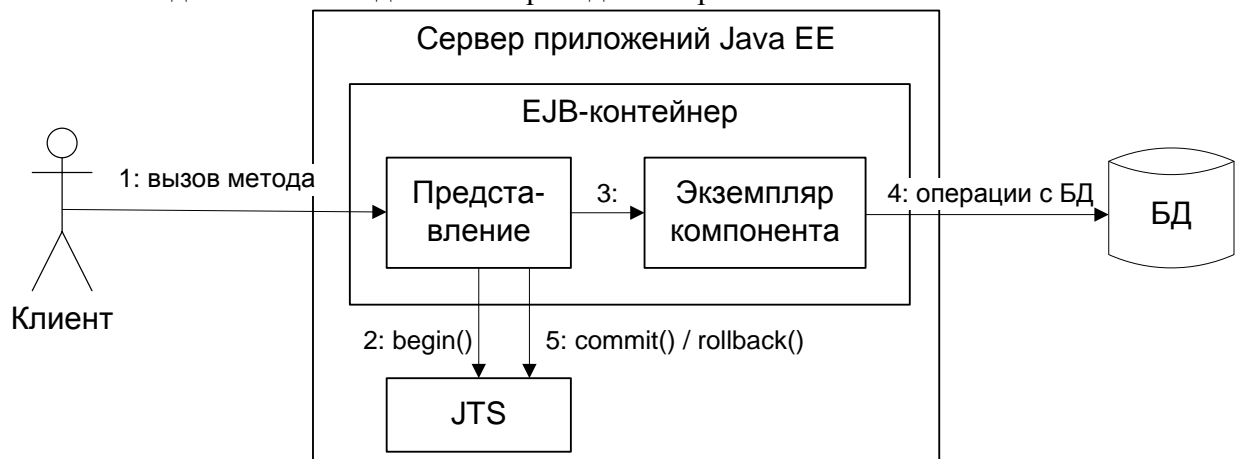 Сервер приложений Java EE
EJB-контейнер
1: вызов метода
Предста-
вление
3:
Экземпляр
компонента
4: операции с БД
БД
Клиент
2: begin()
5: commit() / rollback()
JTS